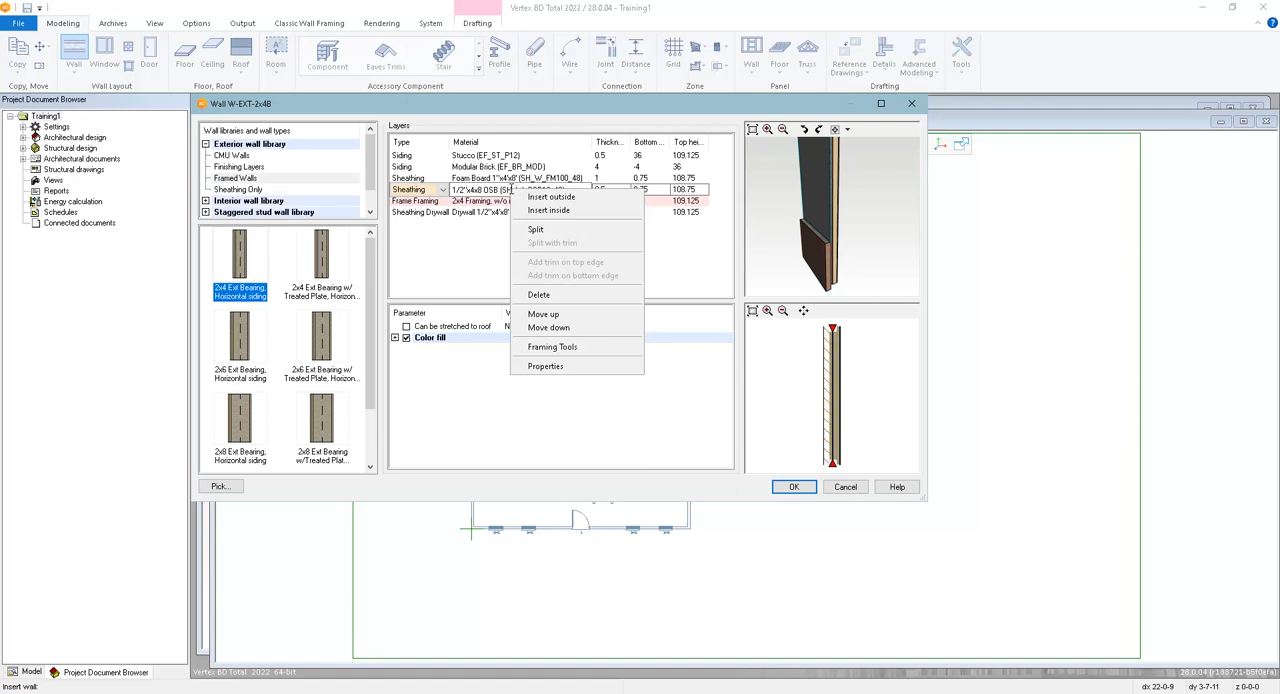 Vertex BD Total 2022 / 28.0.04 - Training1
File
Modeling
Archives
View
Options
Output
Classic Wall Framing
Rendering
System
Drafting
Copy
Wall
Window
Door
Floor
Ceiling
Roof
Room
Component
Eaves Trims
Stair
Profile
Pipe
Wire
Joint
Distance
Grid
Wall
Floor
Truss
Reference
Drawings
Details
Advanced
Modeling
Tools
Copy, Move
Wall Layout
Floor, Roof
Accessory Component
Connection
Zone
Panel
Project Document Browser
Training1
Settings
Architectural design
Structural design
Architectural documents
Structural drawings
Views
Reports
Energy calculation
Schedules
Connected documents
Wall W-EXT-2x4B
Wall libraries and wall types
Exterior wall library
CMU Walls
Finishing Layers
Framed Walls
Sheathing Only
Interior wall library
Staggered stud wall library
2x4 Ext Bearing,
Horizontal siding
2x4 Ext Bearing w/
Treated Plate, Horizon...
2x6 Ext Bearing,
Horizontal siding
2x6 Ext Bearing w/
Treated Plate, Horizon...
2x8 Ext Bearing,
Horizontal siding
2x8 Ext Bearing
w/Treated Plat...
Pick...
Layers
Type Material Thickn... Bottom ... Top hei...
Siding Stucco (EF_ST_P12) 0.5 36 109.125
Siding Modular Brick (EF_BR_MOD) 4 -4 36
Sheathing Foam Board 1"x4'x8' (SH_W_FM100_48) 1 0.75 108.75
Sheathing 1/2"x4x8 OSB (SH_ 0.5 0.75 108.75
Frame Framing 2x4 Framing, w/o 109.125
Sheathing Drywall Drywall 1/2"x4'x8' 109.125
Insert outside
Insert inside
Split
Split with trim
Add trim on top edge
Add trim on bottom edge
Delete
Move up
Move down
Framing Tools
Properties
Parameter V
Can be stretched to roof N
Color fill
OK
Cancel
Help
Model
Project Document Browser
Vertex BD Total 2022 64-bit
Insert wall:
dx 22-0-9
dy 3-7-11
z 0-0-0